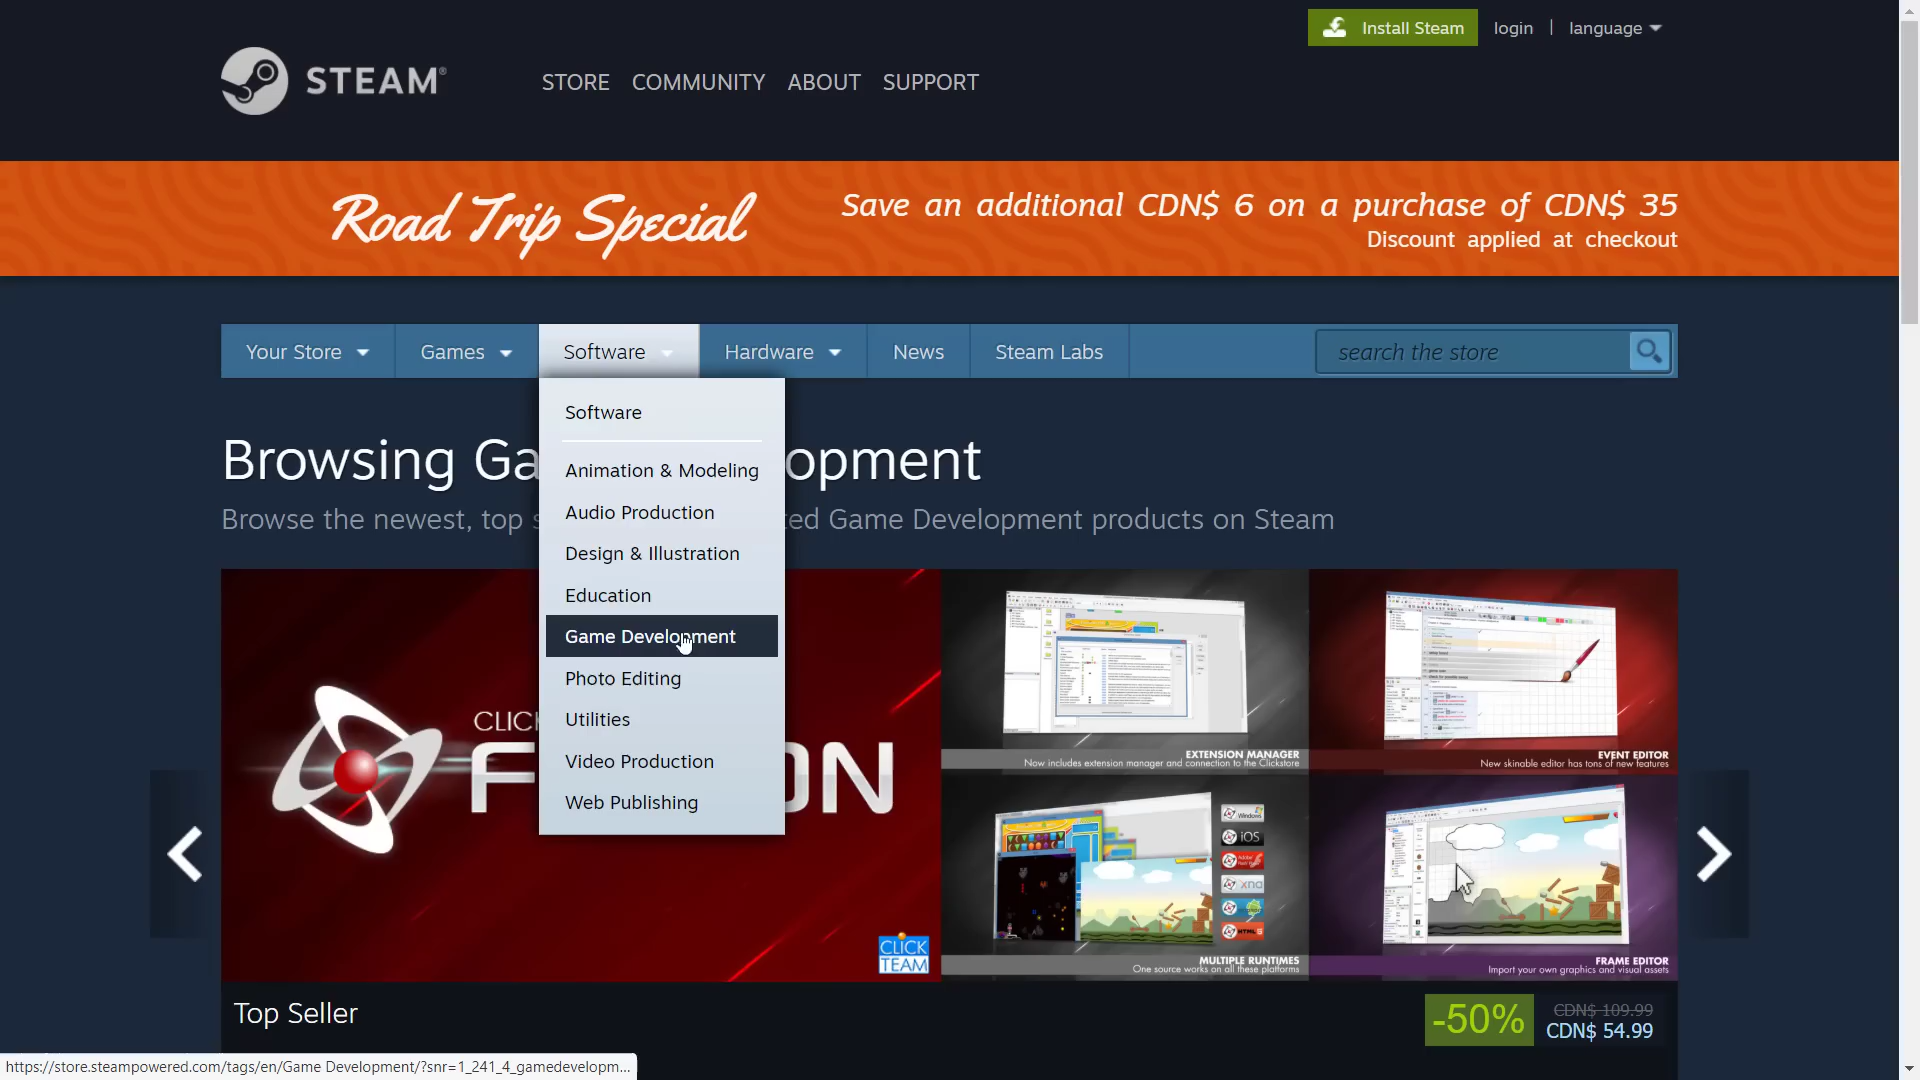 Install Steam
login
|
language
STEAM®
STORE
COMMUNITY
ABOUT
SUPPORT
Road Trip Special
Save an additional CDN$ 6 on a purchase of CDN$ 35
Discount applied at checkout
Your Store
Games
Software
Hardware
News
Steam Labs
search the store
Software
Animation & Modeling
Audio Production
Design & Illustration
Education
Game Development
Photo Editing
Utilities
Video Production
Web Publishing
Browsing Ga opment
Browse the newest, top s ed Game Development products on Steam
CLICK
F ON
CLICK
TEAM
EXTENSION MANAGER
Now includes extension manager and connection to the Clickstore
EVENT EDITOR
New skinable editor has tons of new features
Windows
iOS
xna
HTML 5
MULTIPLE RUNTIMES
One source works on all these platforms
FRAME EDITOR
Import your own graphics and visual assets
Top Seller
-50%
CDN$ 109.99
CDN$ 54.99
https://store.steampowered.com/tags/en/Game Development/?snr=1_241_4_gamedevelopm...